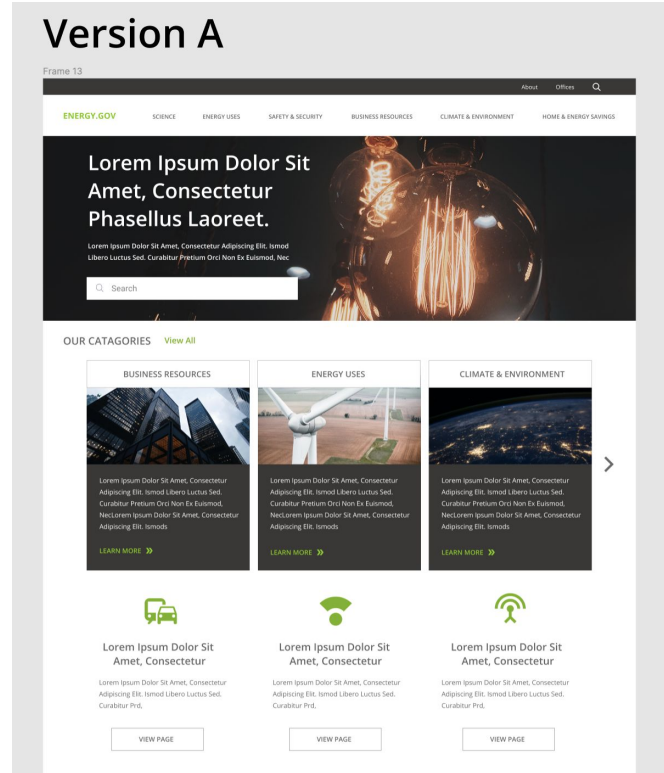 Version A
Frame 13
About Offices
ENERGY.GOV SCIENCE ENERGY USES SAFETY & SECURITY BUSINESS RESOURCES CLIMATE & ENVIRONMENT HOME & ENERGY SAVINGS
Lorem Ipsum Dolor Sit
Amet, Consectetur
Phasellus Laoreet.
Lorem Ipsum Dolor Sit Amet, Consectetur Adipiscing Elit. Ismod
Libero Luctus Sed. Curabitur Pretium Orci Non Ex Euismod, Nec
Search
OUR CATAGORIES View All
BUSINESS RESOURCES
Lorem Ipsum Dolor Sit Amet, Consectetur
Adipiscing Elit. Ismod Libero Luctus Sed.
Curabitur Pretium Orci Non Ex Euismod,
NecLorem Ipsum Dolor Sit Amet, Consectetur
Adipiscing Elit. Ismods
LEARN MORE
ENERGY USES
Lorem Ipsum Dolor Sit Amet, Consectetur
Adipiscing Elit. Ismod Libero Luctus Sed.
Curabitur Pretium Orci Non Ex Euismod,
NecLorem Ipsum Dolor Sit Amet, Consectetur
Adipiscing Elit. Ismods
LEARN MORE
CLIMATE & ENVIRONMENT
Lorem Ipsum Dolor Sit Amet, Consectetur
Adipiscing Elit. Ismod Libero Luctus Sed.
Curabitur Pretium Orci Non Ex Euismod,
NecLorem Ipsum Dolor Sit Amet, Consectetur
Adipiscing Elit. Ismods
LEARN MORE
Lorem Ipsum Dolor Sit
Amet, Consectetur
Lorem Ipsum Dolor Sit Amet, Consectetur
Adipiscing Elit. Ismod Libero Luctus Sed.
Curabitur Prd,
VIEW PAGE
Lorem Ipsum Dolor Sit
Amet, Consectetur
Lorem Ipsum Dolor Sit Amet, Consectetur
Adipiscing Elit. Ismod Libero Luctus Sed.
Curabitur Prd,
VIEW PAGE
Lorem Ipsum Dolor Sit
Amet, Consectetur
Lorem Ipsum Dolor Sit Amet, Consectetur
Adipiscing Elit. Ismod Libero Luctus Sed.
Curabitur Prd,
VIEW PAGE